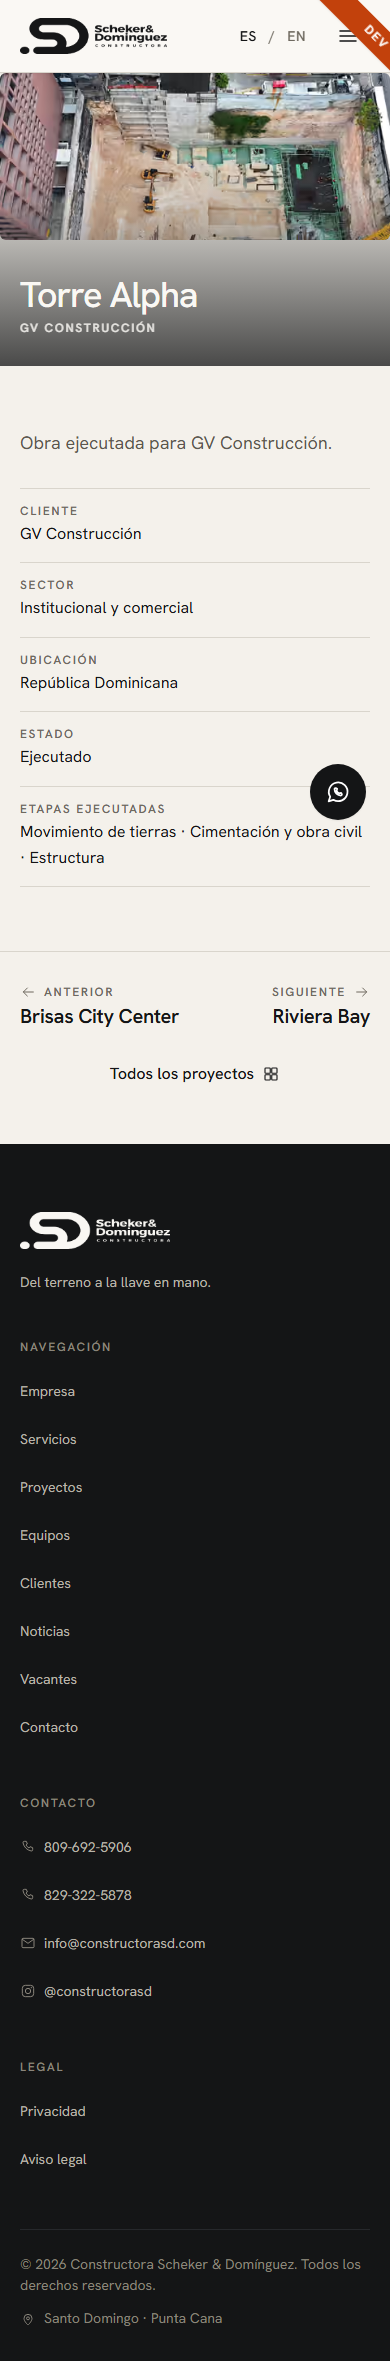 Scheker&
Dominguez
CONSTRUCTORA
ES / EN
DEV
Torre Alpha
GV CONSTRUCCIÓN
Obra ejecutada para GV Construcción.
CLIENTE
GV Construcción
SECTOR
Institucional y comercial
UBICACIÓN
República Dominicana
ESTADO
Ejecutado
ETAPAS EJECUTADAS
Movimiento de tierras · Cimentación y obra civil
· Estructura
ANTERIOR
Brisas City Center
SIGUIENTE
Riviera Bay
Todos los proyectos
Scheker&
Dominguez
CONSTRUCTORA
Del terreno a la llave en mano.
NAVEGACIÓN
Empresa
Servicios
Proyectos
Equipos
Clientes
Noticias
Vacantes
Contacto
CONTACTO
809-692-5906
829-322-5878
info@constructorasd.com
@constructorasd
LEGAL
Privacidad
Aviso legal
© 2026 Constructora Scheker & Domínguez. Todos los
derechos reservados.
Santo Domingo · Punta Cana